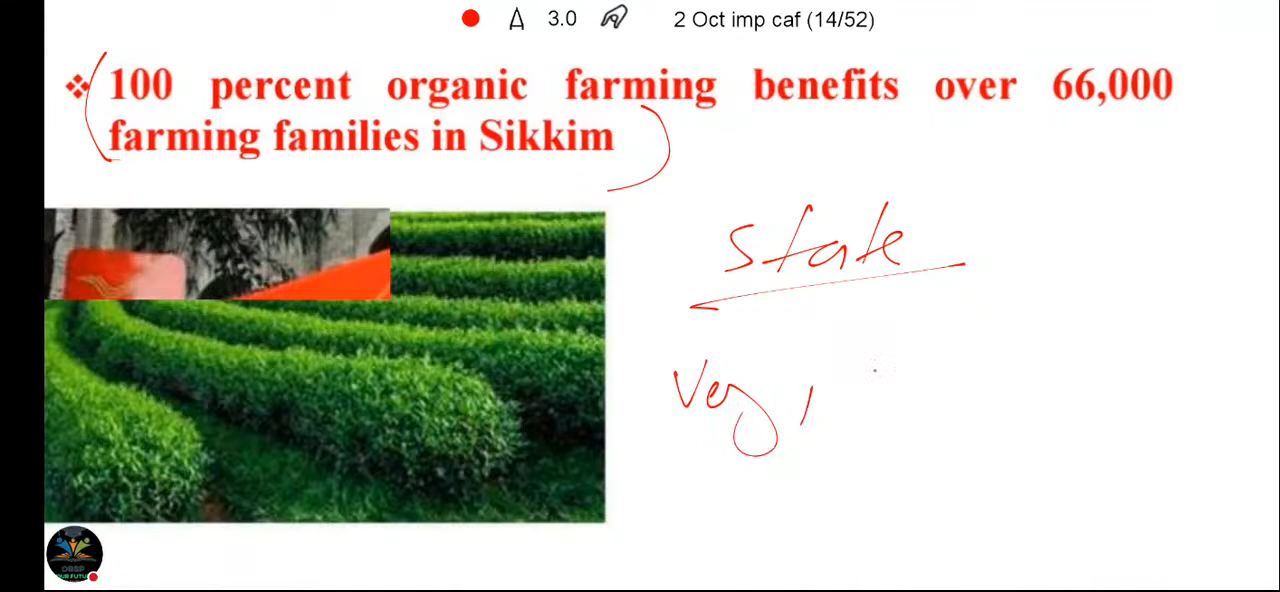 3.0 2 Oct imp caf (14/52)
❖ 100 percent organic farming benefits over 66,000
farming families in Sikkim
state
veg,
OBSP